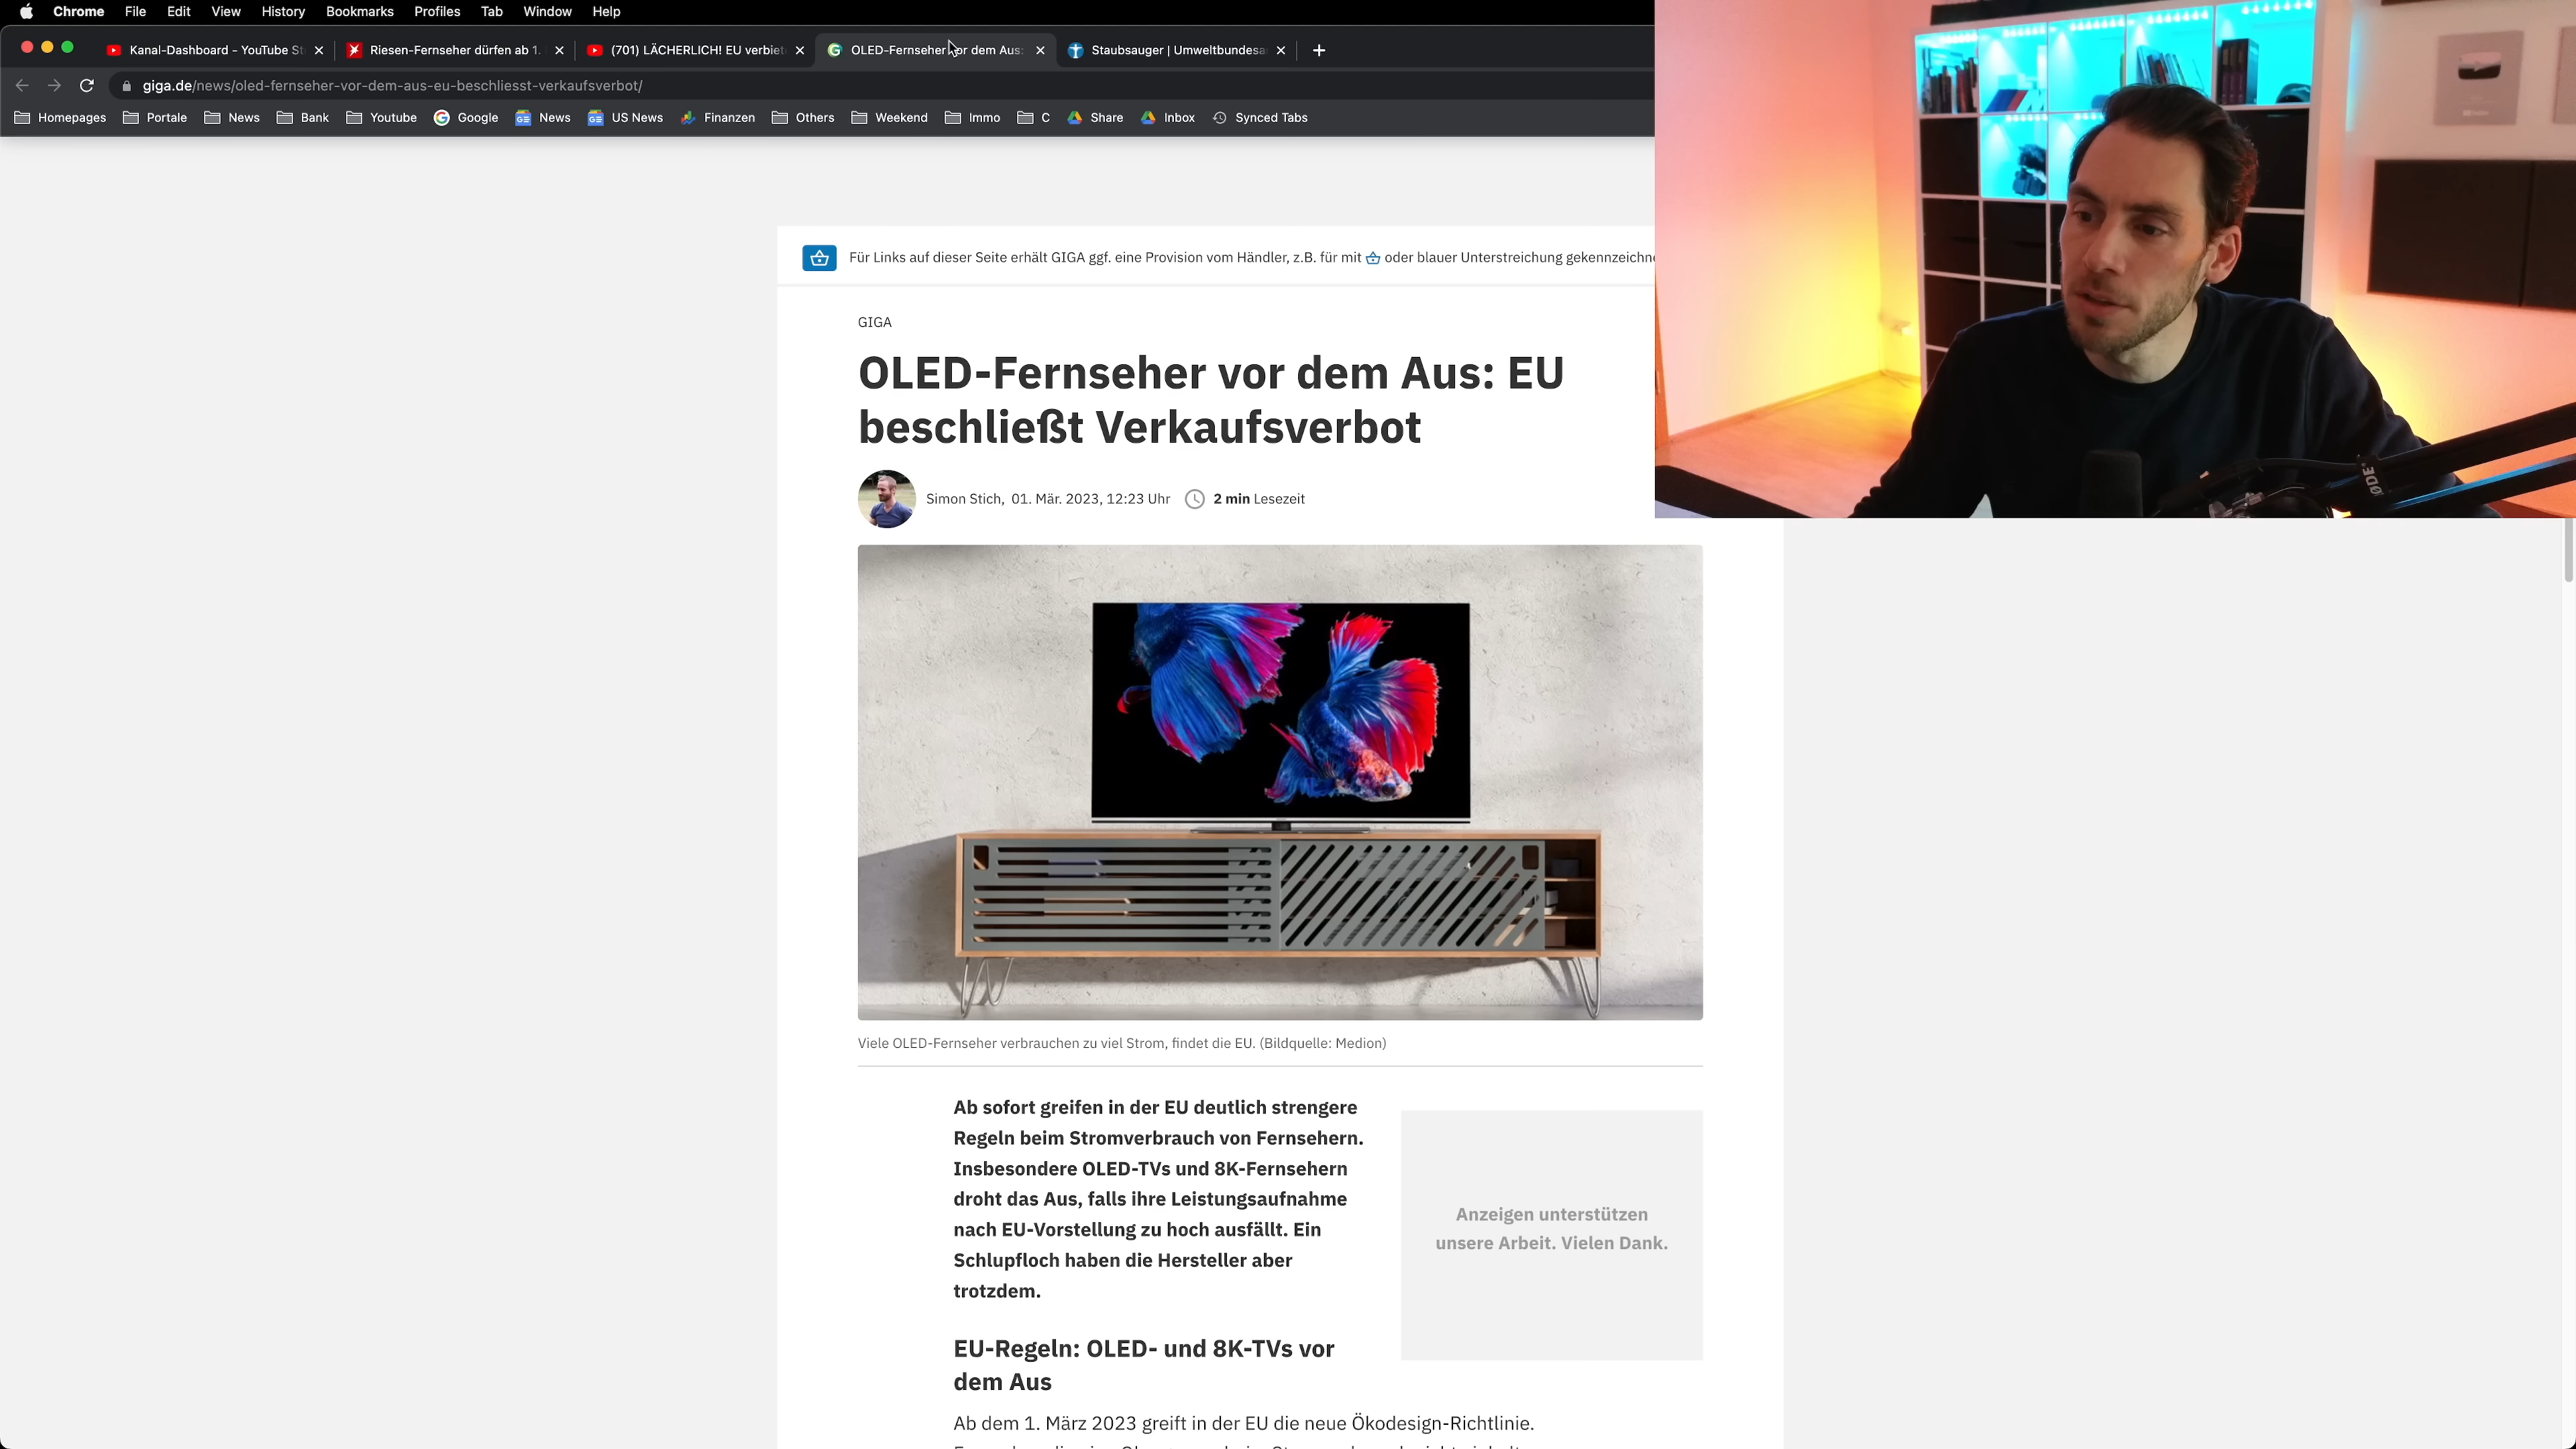 Chrome File Edit View History Bookmarks Profiles Tab Window Help
Kanal-Dashboard - YouTube St Riesen-Fernseher dürfen ab 1. (701) LÄCHERLICH! EU verbiet OLED-Fernseher vor dem Aus: Staubsauger | Umweltbundesa
giga.de/news/oled-fernseher-vor-dem-aus-eu-beschliesst-verkaufsverbot/
Homepages Portale News Bank Youtube Google News US News Finanzen Others Weekend Immo C Share Inbox Synced Tabs
Für Links auf dieser Seite erhält GIGA ggf. eine Provision vom Händler, z.B. für mit oder blauer Unterstreichung gekennzeichne
GIGA
OLED-Fernseher vor dem Aus: EU
beschließt Verkaufsverbot
Simon Stich, 01. Mär. 2023, 12:23 Uhr 2 min Lesezeit
Viele OLED-Fernseher verbrauchen zu viel Strom, findet die EU. (Bildquelle: Medion)
Ab sofort greifen in der EU deutlich strengere
Regeln beim Stromverbrauch von Fernsehern.
Insbesondere OLED-TVs und 8K-Fernsehern
droht das Aus, falls ihre Leistungsaufnahme
nach EU-Vorstellung zu hoch ausfällt. Ein
Schlupfloch haben die Hersteller aber
trotzdem.
Anzeigen unterstützen
unsere Arbeit. Vielen Dank.
EU-Regeln: OLED- und 8K-TVs vor
dem Aus
Ab dem 1. März 2023 greift in der EU die neue Ökodesign-Richtlinie.
RØDE